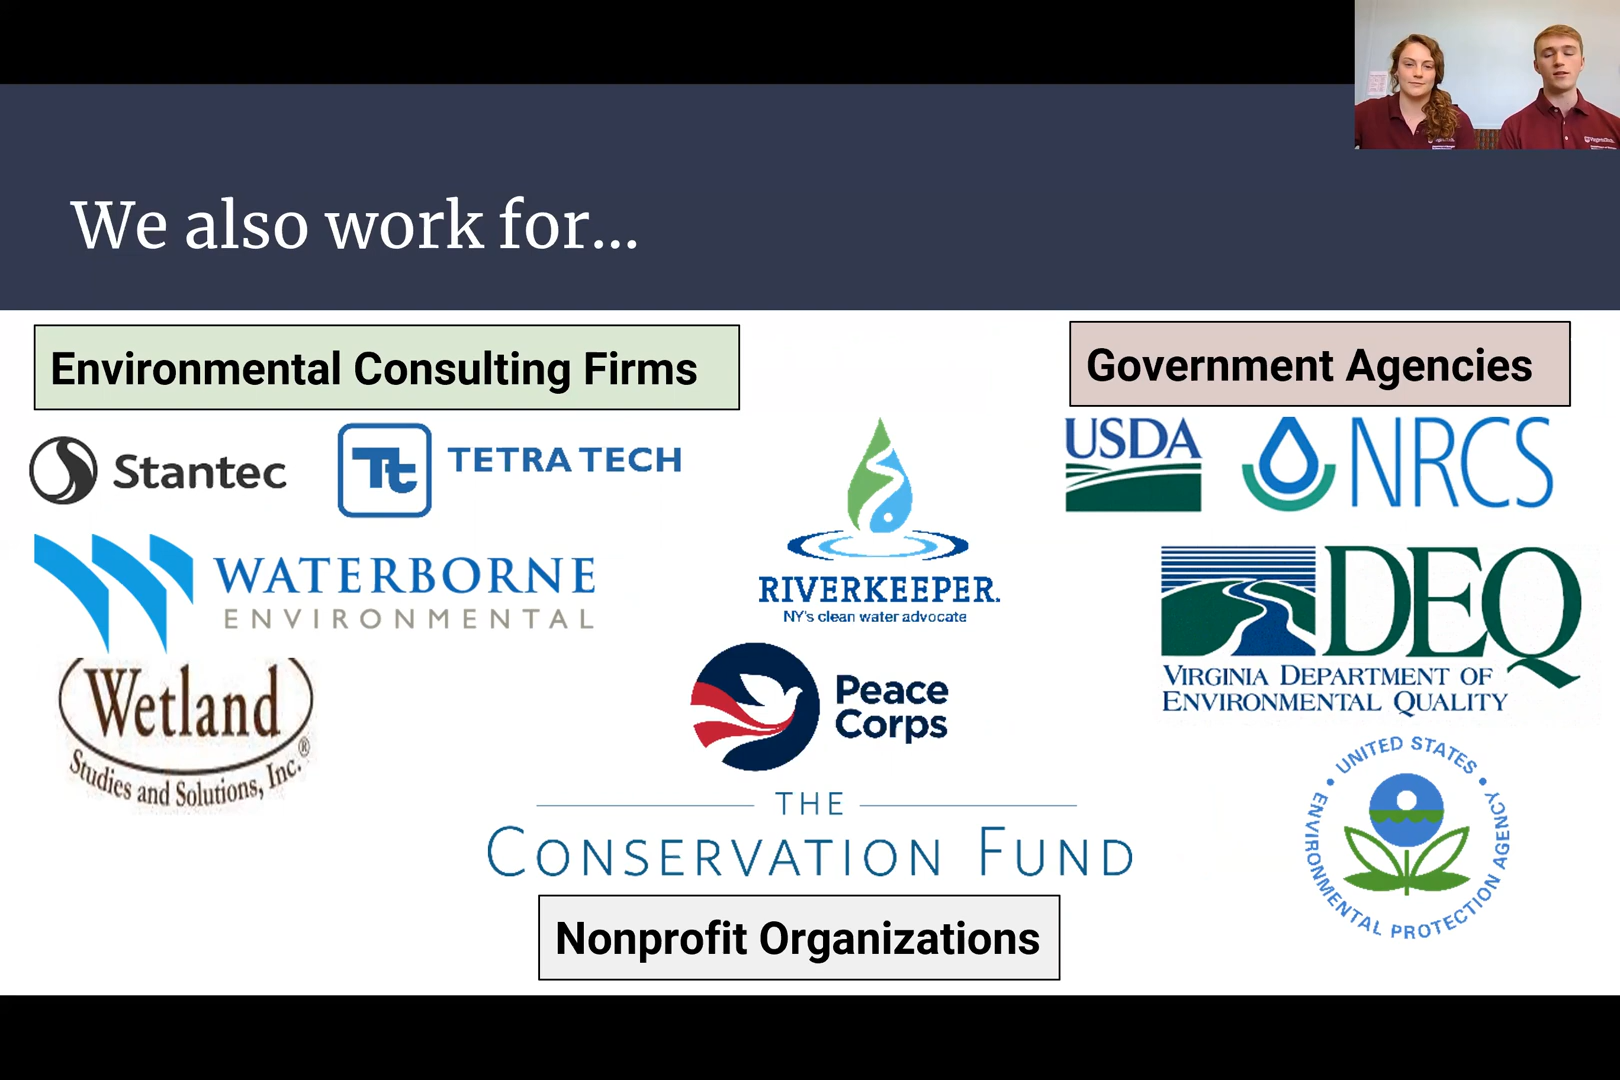 We also work for...
Environmental Consulting Firms
Stantec
Tt TETRA TECH
WATERBORNE
ENVIRONMENTAL
Wetland
Studies and Solutions, Inc.®
RIVERKEEPER.
NY's clean water advocate
Peace
Corps
THE
CONSERVATION FUND
Nonprofit Organizations
Government Agencies
USDA
NRCS
DEQ
VIRGINIA DEPARTMENT OF
ENVIRONMENTAL QUALITY
UNITED STATES
ENVIRONMENTAL PROTECTION AGENCY